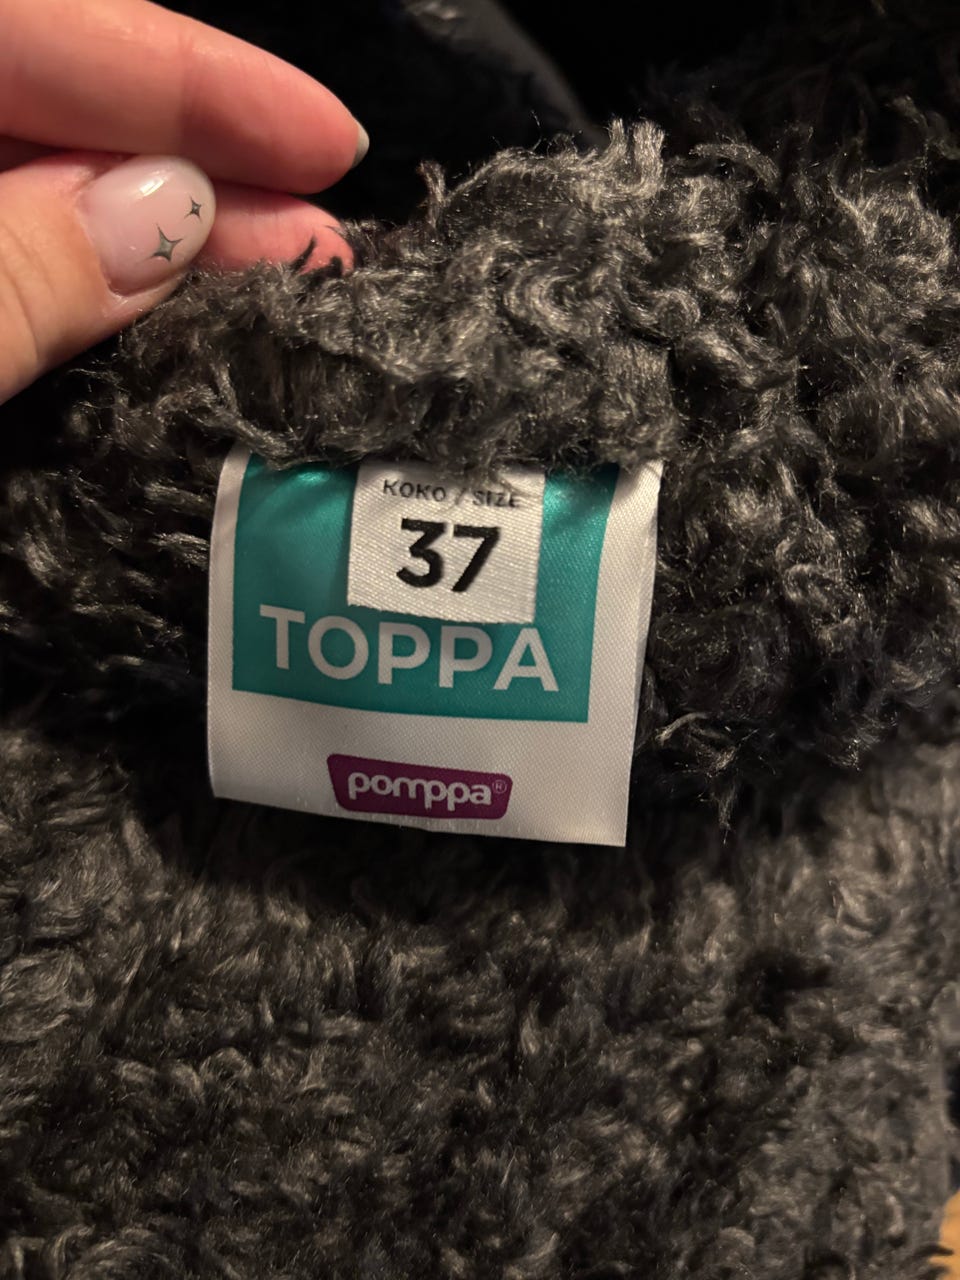 KOKO / SIZE
37
TOPPA
pomppa®